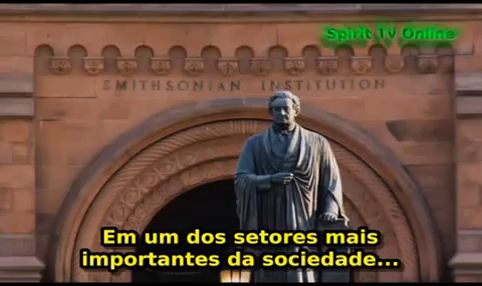 Spirit Tv Online
SMITHSONIAN INSTITUTION
Em um dos setores mais
importantes da sociedade...